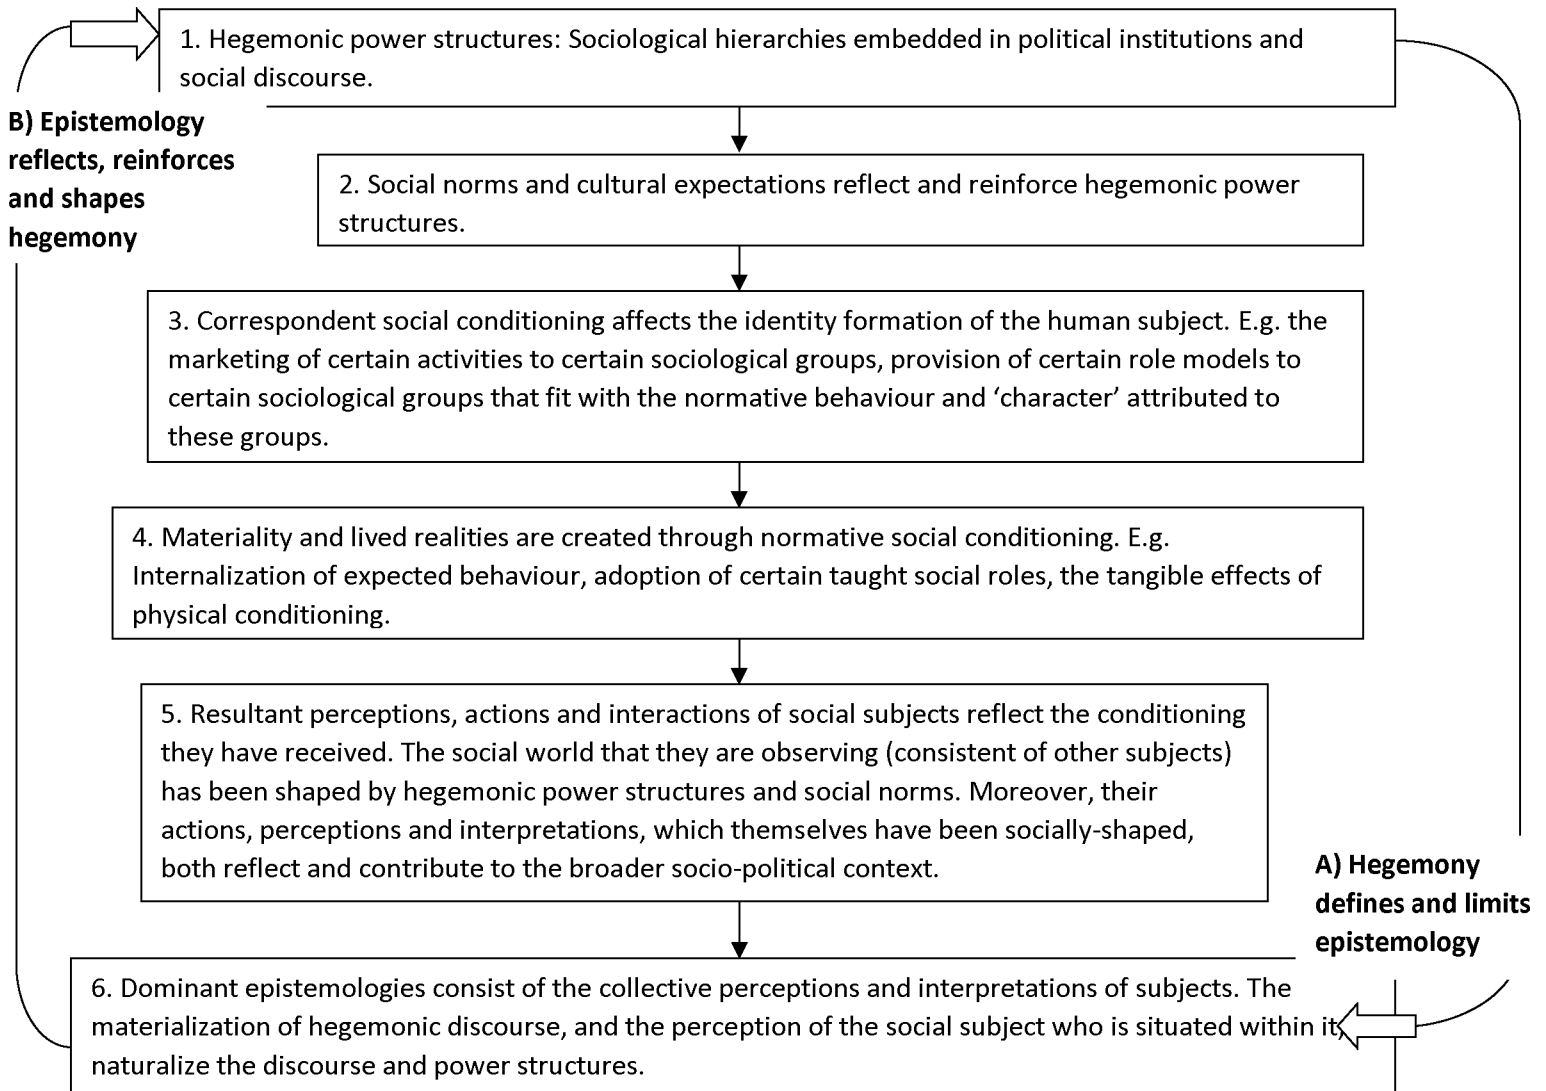 1. Hegemonic power structures: Sociological hierarchies embedded in political institutions and
social discourse.
B) Epistemology
reflects, reinforces
and shapes
hegemony
2. Social norms and cultural expectations reflect and reinforce hegemonic power
structures.
3. Correspondent social conditioning affects the identity formation of the human subject. E.g. the
marketing of certain activities to certain sociological groups, provision of certain role models to
certain sociological groups that fit with the normative behaviour and ‘character’ attributed to
these groups.
4. Materiality and lived realities are created through normative social conditioning. E.g.
Internalization of expected behaviour, adoption of certain taught social roles, the tangible effects of
physical conditioning.
5. Resultant perceptions, actions and interactions of social subjects reflect the conditioning
they have received. The social world that they are observing (consistent of other subjects)
has been shaped by hegemonic power structures and social norms. Moreover, their
actions, perceptions and interpretations, which themselves have been socially-shaped,
both reflect and contribute to the broader socio-political context.
A) Hegemony
defines and limits
epistemology
6. Dominant epistemologies consist of the collective perceptions and interpretations of subjects. The
materialization of hegemonic discourse, and the perception of the social subject who is situated within it,
naturalize the discourse and power structures.